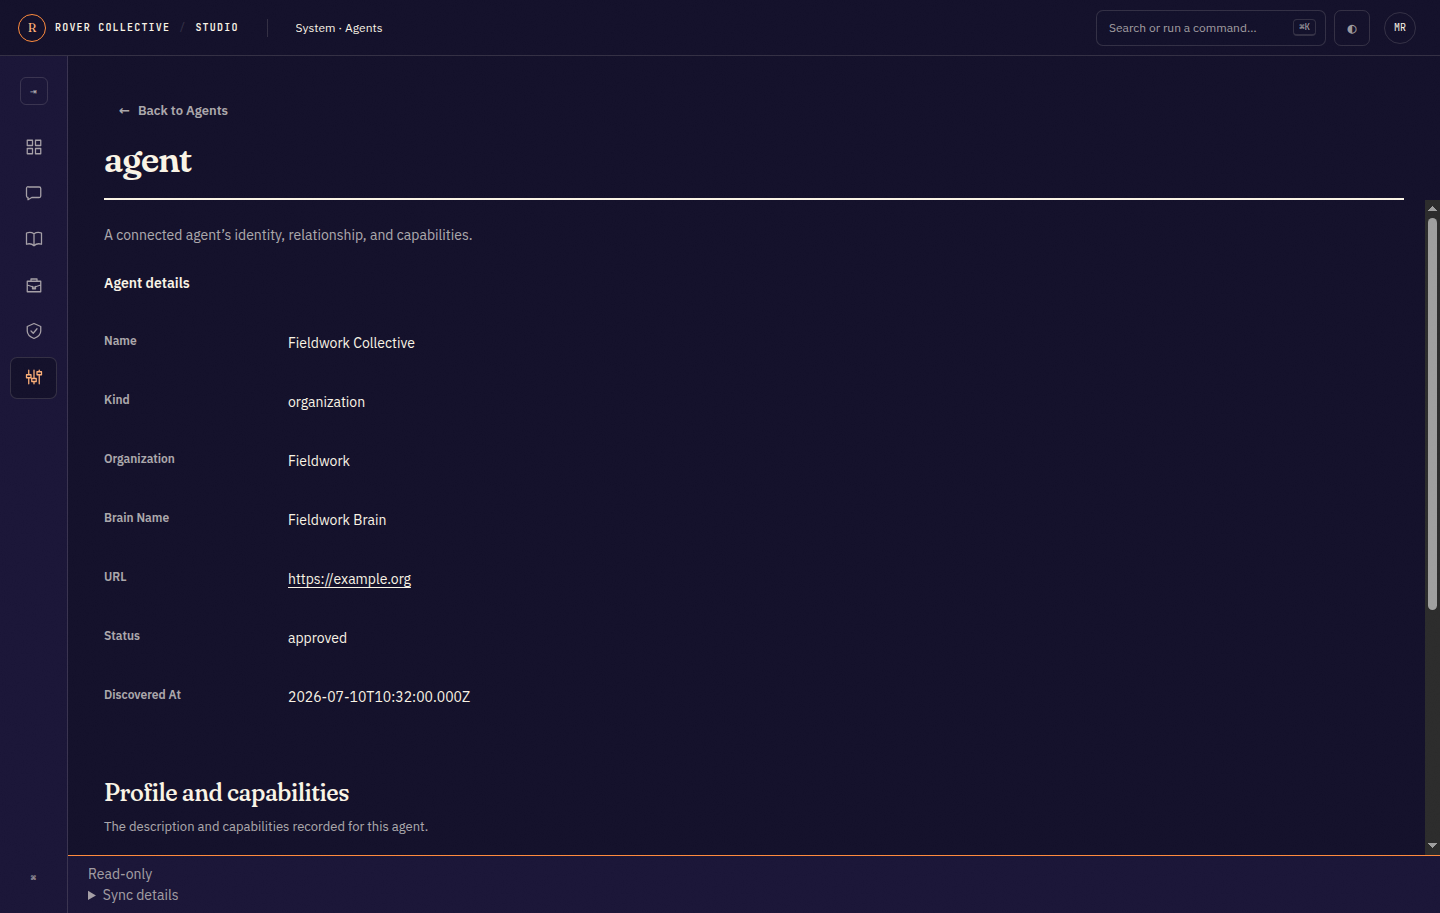 R ROVER COLLECTIVE / STUDIO
System · Agents
Search or run a command... ⌘K
MR
← Back to Agents
agent
A connected agent’s identity, relationship, and capabilities.
Agent details
Name Fieldwork Collective
Kind organization
Organization Fieldwork
Brain Name Fieldwork Brain
URL https://example.org
Status approved
Discovered At 2026-07-10T10:32:00.000Z
Profile and capabilities
The description and capabilities recorded for this agent.
⌘
Read-only
▶ Sync details